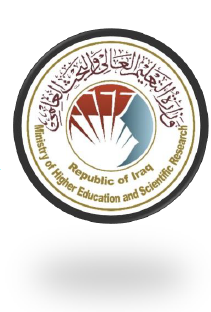 وزارة التعليم العالي والبحث العلمي
Republic of Iraq
Ministry of Higher Education and Scientific Research